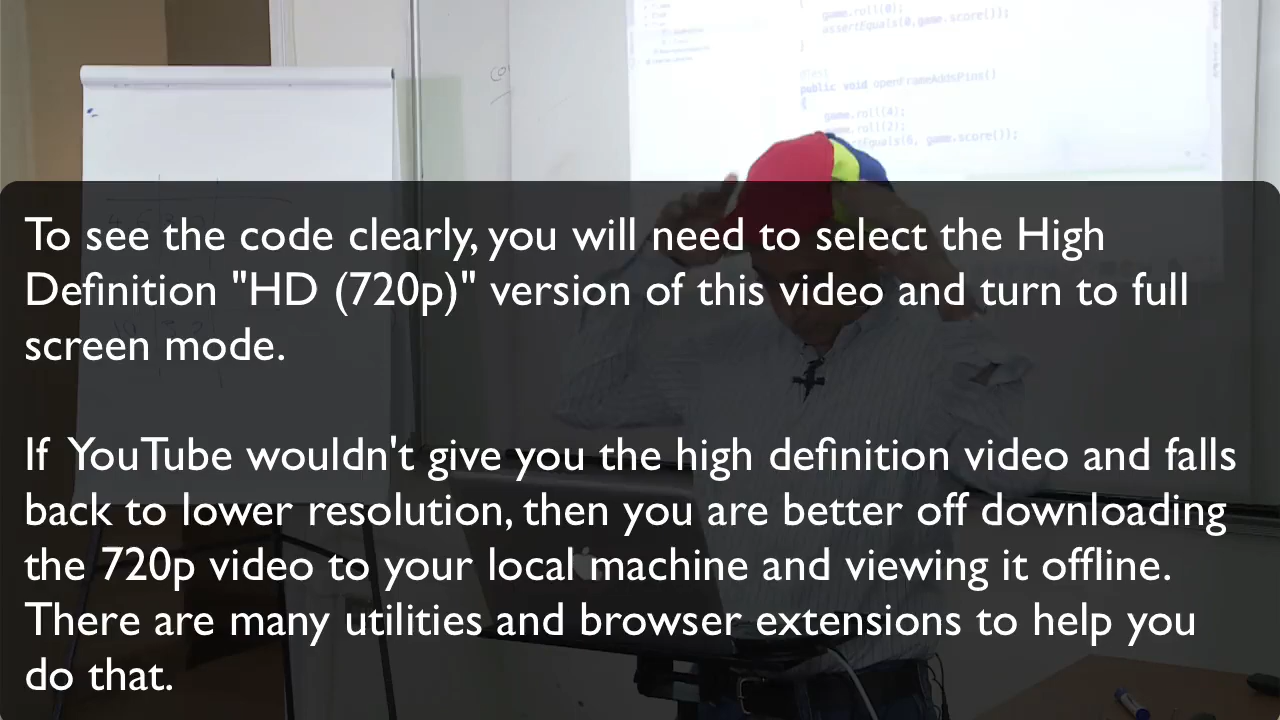 {
game.roll(0);
assertEquals(0,game.score());
}
@Test
public void openFrameAddsPins()
{
game.roll(4);
game.roll(2);
game.score());
To see the code clearly, you will need to select the High
Definition "HD (720p)" version of this video and turn to full
screen mode.
If YouTube wouldn't give you the high definition video and falls
back to lower resolution, then you are better off downloading
the 720p video to your local machine and viewing it offline.
There are many utilities and browser extensions to help you
do that.